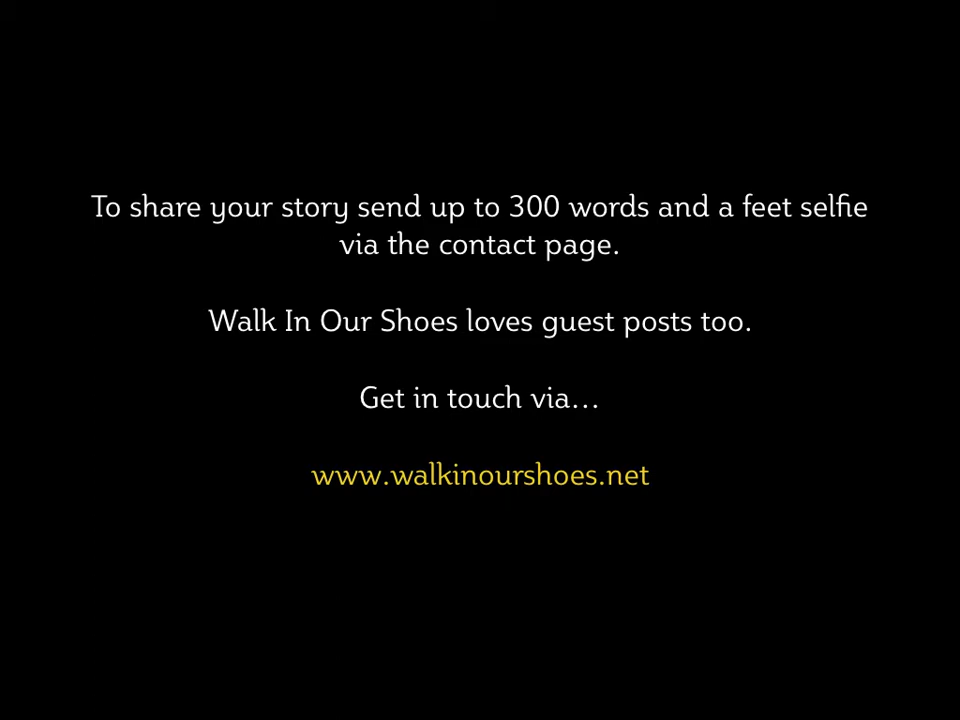 To share your story send up to 300 words and a feet selfie
via the contact page.
Walk In Our Shoes loves guest posts too.
Get in touch via...
www.walkinourshoes.net